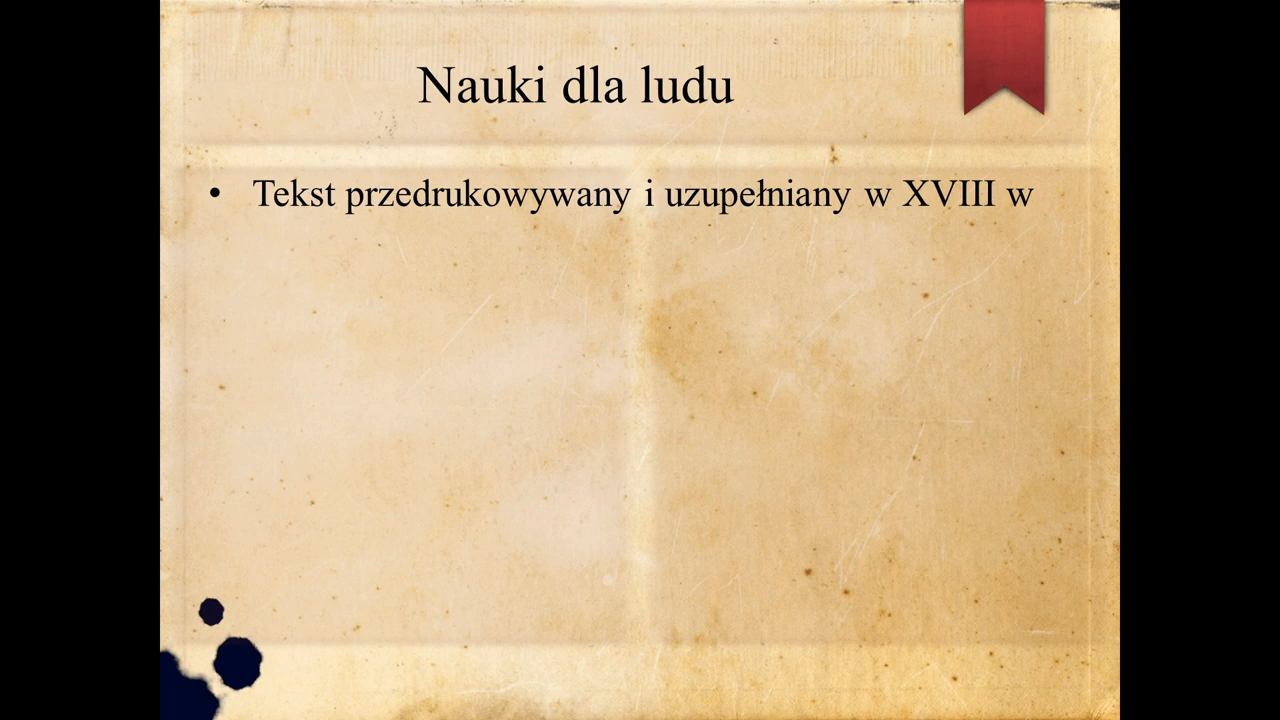 Nauki dla ludu
• Tekst przedrukowywany i uzupełniany w XVIII w